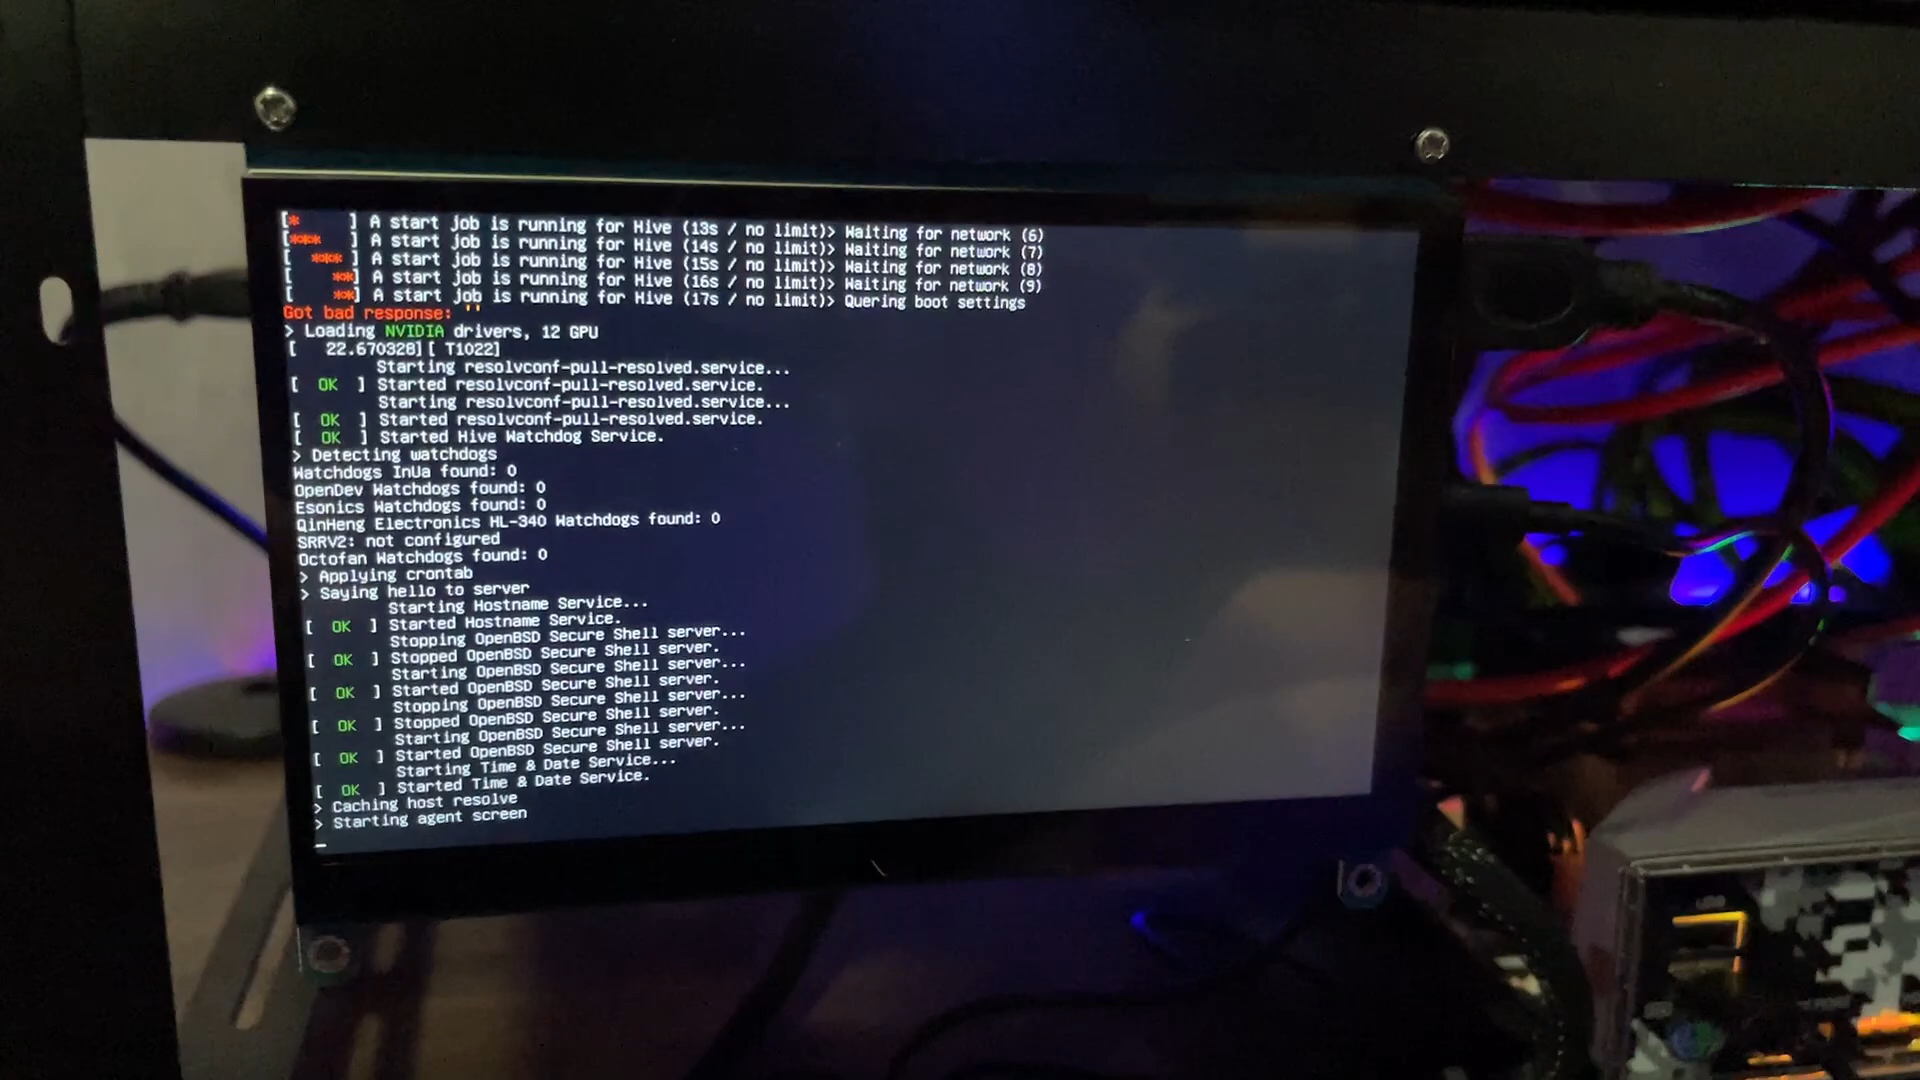 [*     ] A start job is running for Hive (13s / no limit)> Waiting for network (6)
[***   ] A start job is running for Hive (14s / no limit)> Waiting for network (7)
[  *** ] A start job is running for Hive (15s / no limit)> Waiting for network (8)
[    **] A start job is running for Hive (16s / no limit)> Waiting for network (9)
[    **] A start job is running for Hive (17s / no limit)> Quering boot settings
Got bad response: ''
> Loading NVIDIA drivers, 12 GPU
[   22.670328][ T1022]
Starting resolvconf-pull-resolved.service...
[  OK  ] Started resolvconf-pull-resolved.service.
Starting resolvconf-pull-resolved.service...
[  OK  ] Started resolvconf-pull-resolved.service.
[  OK  ] Started Hive Watchdog Service.
> Detecting watchdogs
Watchdogs InUa found: 0
OpenDev Watchdogs found: 0
Esonics Watchdogs found: 0
QinHeng Electronics HL-340 Watchdogs found: 0
SRRV2: not configured
Octofan Watchdogs found: 0
> Applying crontab
> Saying hello to server
Starting Hostname Service...
[  OK  ] Started Hostname Service.
Stopping OpenBSD Secure Shell server...
[  OK  ] Stopped OpenBSD Secure Shell server.
Starting OpenBSD Secure Shell server...
[  OK  ] Started OpenBSD Secure Shell server.
Stopping OpenBSD Secure Shell server...
[  OK  ] Stopped OpenBSD Secure Shell server.
Starting OpenBSD Secure Shell server...
[  OK  ] Started OpenBSD Secure Shell server.
Starting Time & Date Service...
[  OK  ] Started Time & Date Service.
> Caching host resolve
> Starting agent screen
_